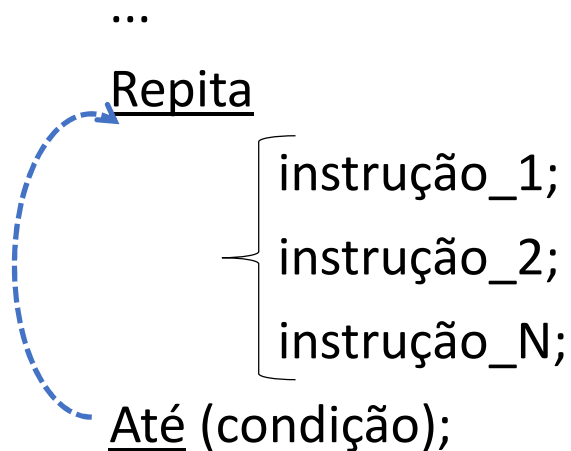 ...
Repita
instrução_1;
instrução_2;
instrução_N;
Até (condição);